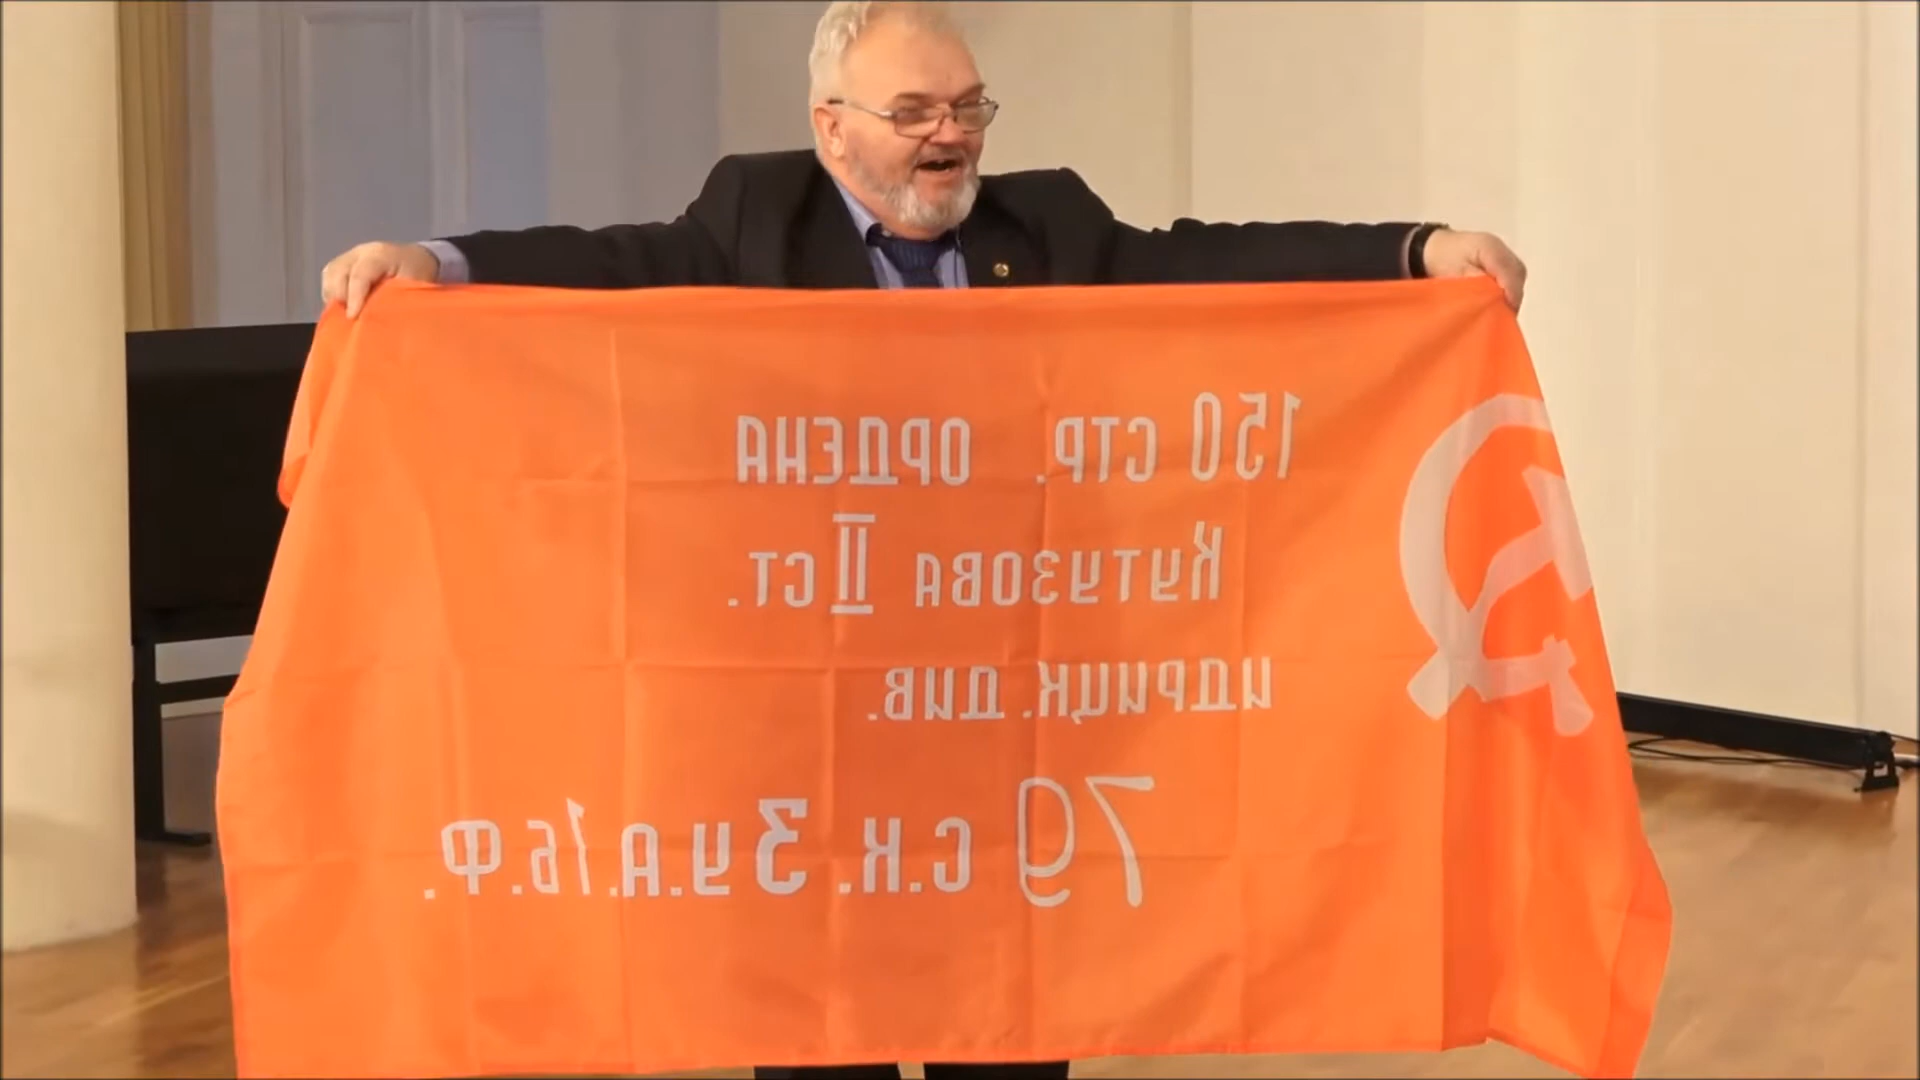 150 СТР. ОРДЕНА
КУТУЗОВА II СТ.
ИДРИЦК. ДИВ.
79 С.К. 3 У.А. 1 Б.Ф.